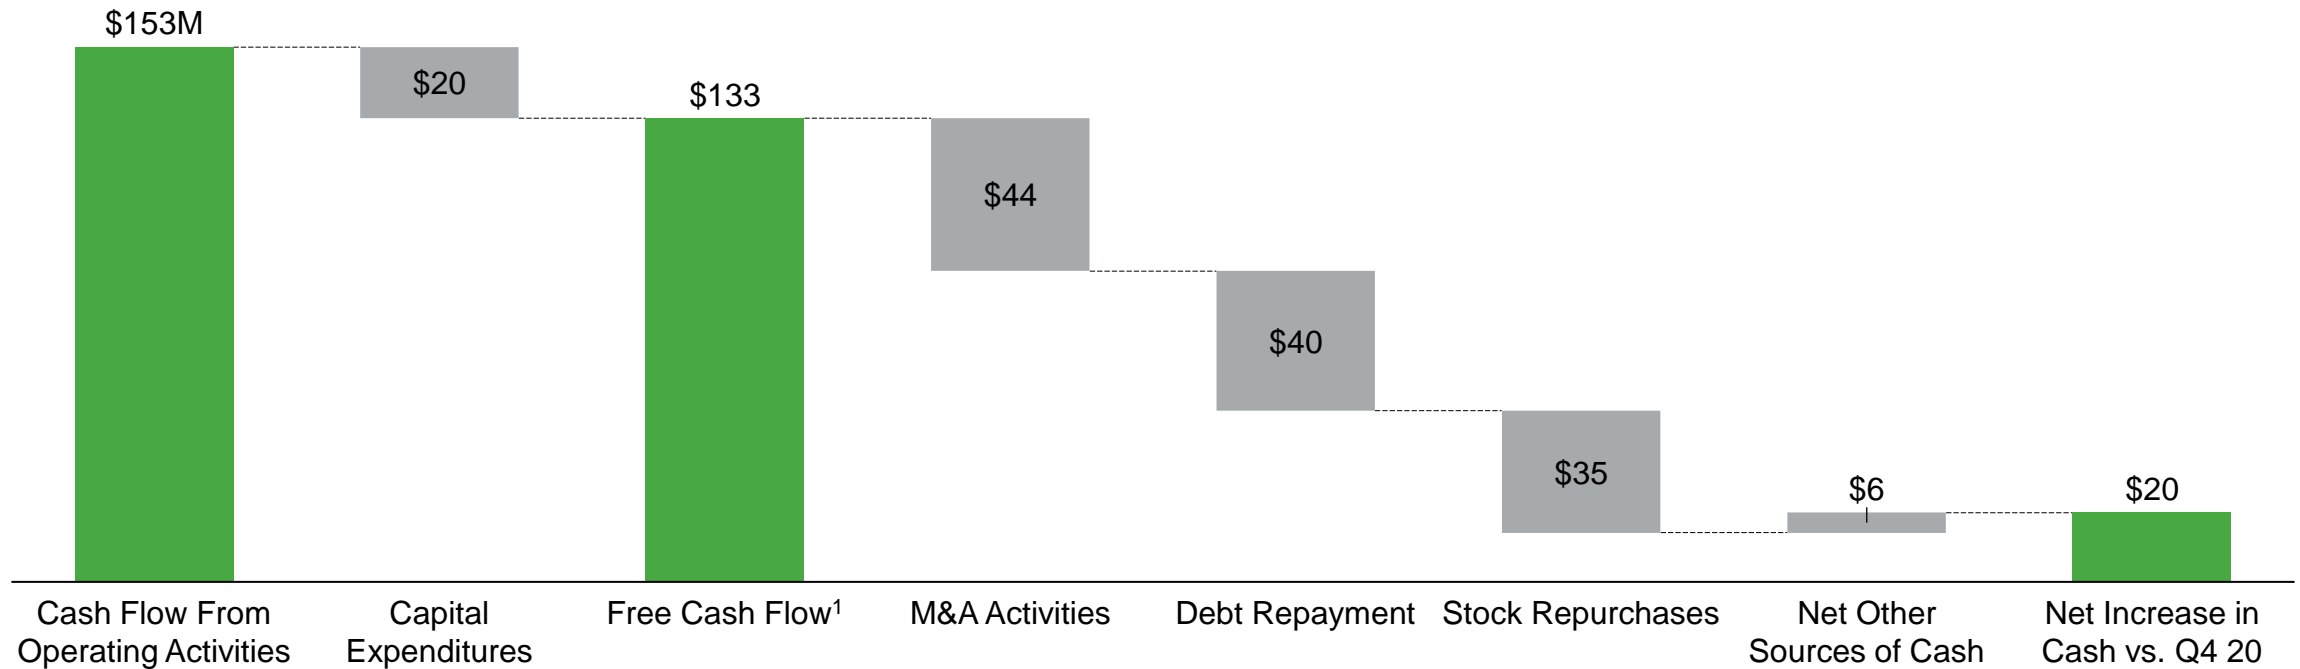 $153M
$20
$133
$44
$40
$35
$6
$20
Cash Flow From
Operating Activities
Capital
Expenditures
Free Cash Flow¹
M&A Activities
Debt Repayment
Stock Repurchases
Net Other
Sources of Cash
Net Increase in
Cash vs. Q4 20